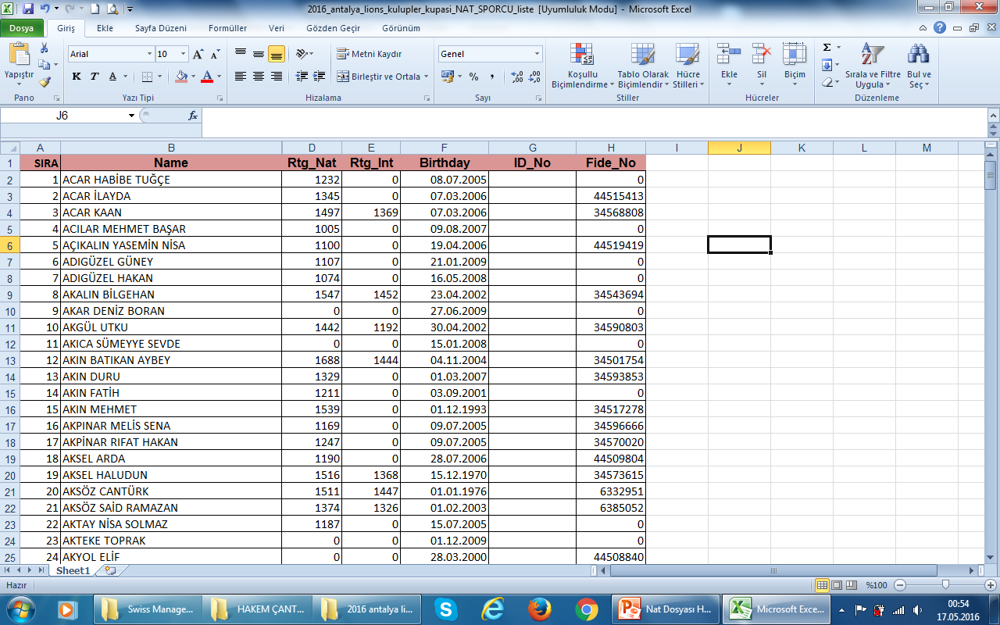 2016_antalya_lions_kulupler_kupasi_NAT_SPORCU_liste [Uyumluluk Modu] - Microsoft Excel
Dosya Giriş Ekle Sayfa Düzeni Formüller Veri Gözden Geçir Görünüm
Yapıştır
Arial 10
K T A
Metni Kaydır
Birleştir ve Ortala
Genel
% ,
Koşullu Biçimlendirme
Tablo Olarak Biçimlendir
Hücre Stilleri
Ekle Sil Biçim
Σ
Sırala ve Filtre Uygula
Bul ve Seç
Pano Yazı Tipi Hizalama Sayı Stiller Hücreler Düzenleme
J6 fx
A B D E F G H I J K L M
1 SIRA Name Rtg_Nat Rtg_Int Birthday ID_No Fide_No
2 1 ACAR HABİBE TUĞÇE 1232 0 08.07.2005 0
3 2 ACAR İLAYDA 1345 0 07.03.2006 44515413
4 3 ACAR KAAN 1497 1369 07.03.2006 34568808
5 4 ACILAR MEHMET BAŞAR 1005 0 09.08.2007 0
6 5 AÇIKALIN YASEMİN NİSA 1100 0 19.04.2006 44519419
7 6 ADIGÜZEL GÜNEY 1107 0 21.01.2009 0
8 7 ADIGÜZEL HAKAN 1074 0 16.05.2008 0
9 8 AKALIN BİLGEHAN 1547 1452 23.04.2002 34543694
10 9 AKAR DENİZ BORAN 0 0 27.06.2009 0
11 10 AKGÜL UTKU 1442 1192 30.04.2002 34590803
12 11 AKICA SÜMEYYE SEVDE 0 0 15.01.2008 0
13 12 AKIN BATIKAN AYBEY 1688 1444 04.11.2004 34501754
14 13 AKIN DURU 1329 0 01.03.2007 34593853
15 14 AKIN FATİH 1211 0 03.09.2001 0
16 15 AKIN MEHMET 1539 0 01.12.1993 34517278
17 16 AKPINAR MELİS SENA 1169 0 09.07.2005 34596666
18 17 AKPİNAR RIFAT HAKAN 1247 0 09.07.2005 34570020
19 18 AKSEL ARDA 1190 0 28.07.2006 44509804
20 19 AKSEL HALUDUN 1516 1368 15.12.1970 34573615
21 20 AKSÖZ CANTÜRK 1511 1447 01.01.1976 6332951
22 21 AKSÖZ SAİD RAMAZAN 1374 1326 01.02.2003 6385052
23 22 AKTAY NİSA SOLMAZ 1187 0 15.07.2005 0
24 23 AKTEKE TOPRAK 0 0 01.12.2009 0
25 24 AKYOL ELİF 0 0 28.03.2000 44508840
Sheet1
Hazır %100
Swiss Manage... HAKEM ÇANT... 2016 antalya li... Nat Dosyası H... Microsoft Exce... 00:54
17.05.2016